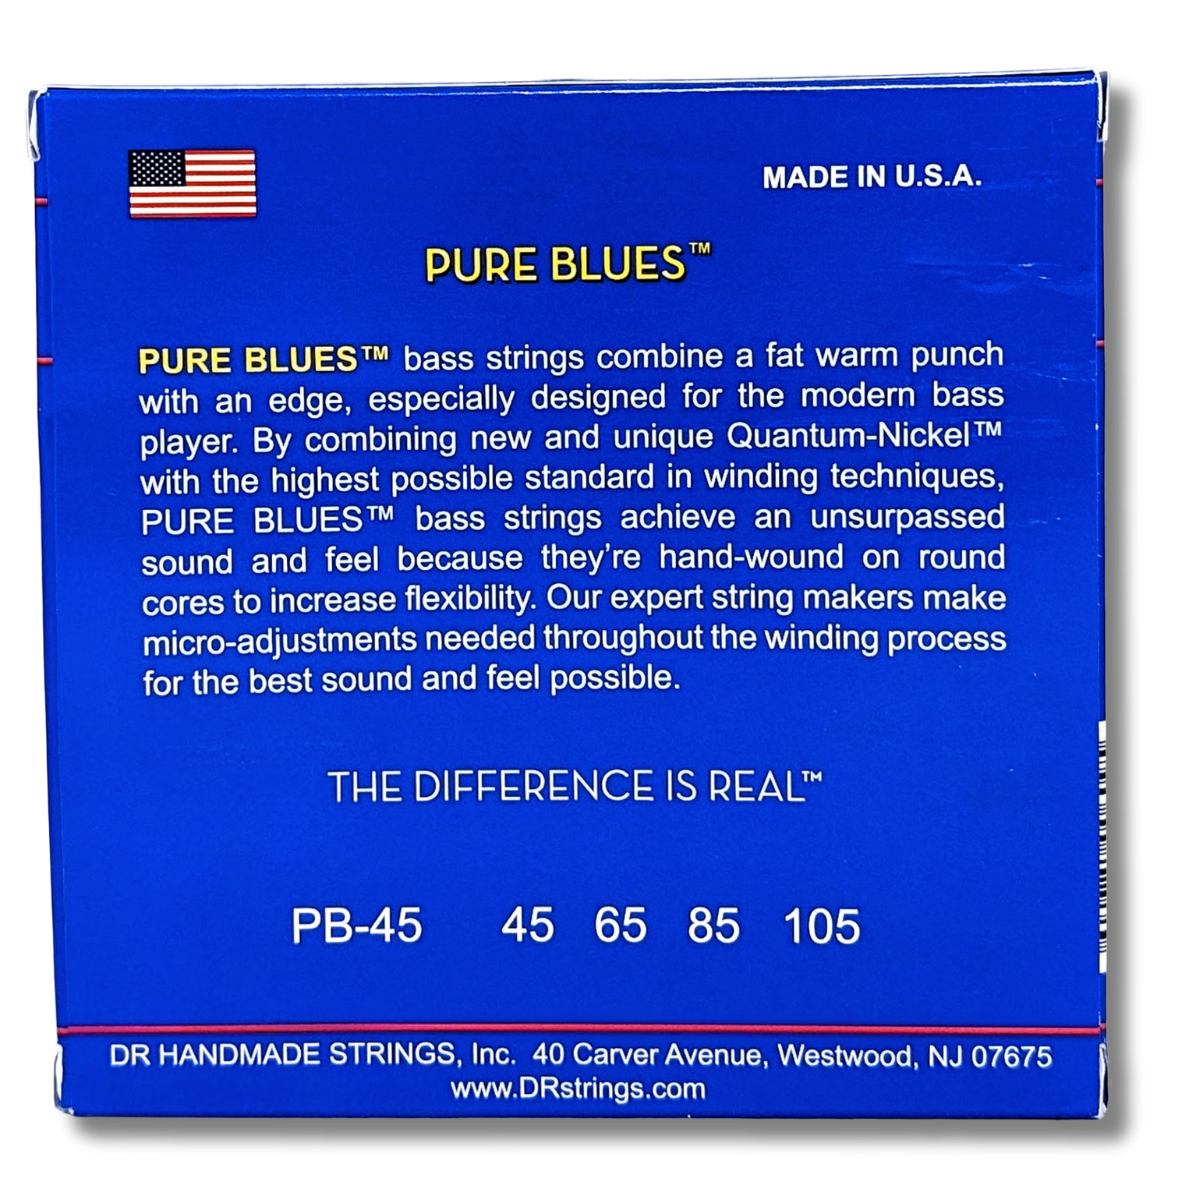 MADE IN U.S.A.
PURE BLUES™
PURE BLUES™ bass strings combine a fat warm punch
with an edge, especially designed for the modern bass
player. By combining new and unique Quantum-Nickel™
with the highest possible standard in winding techniques,
PURE BLUES™ bass strings achieve an unsurpassed
sound and feel because they’re hand-wound on round
cores to increase flexibility. Our expert string makers make
micro-adjustments needed throughout the winding process
for the best sound and feel possible.
THE DIFFERENCE IS REAL™
PB-45 45 65 85 105
DR HANDMADE STRINGS, Inc. 40 Carver Avenue, Westwood, NJ 07675
www.DRstrings.com